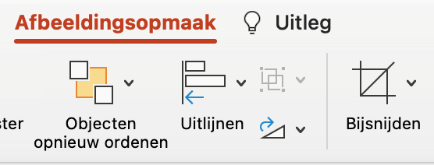 Afbeeldingsopmaak Uitleg
ster Objecten Uitlijnen Bijsnijden
opnieuw ordenen